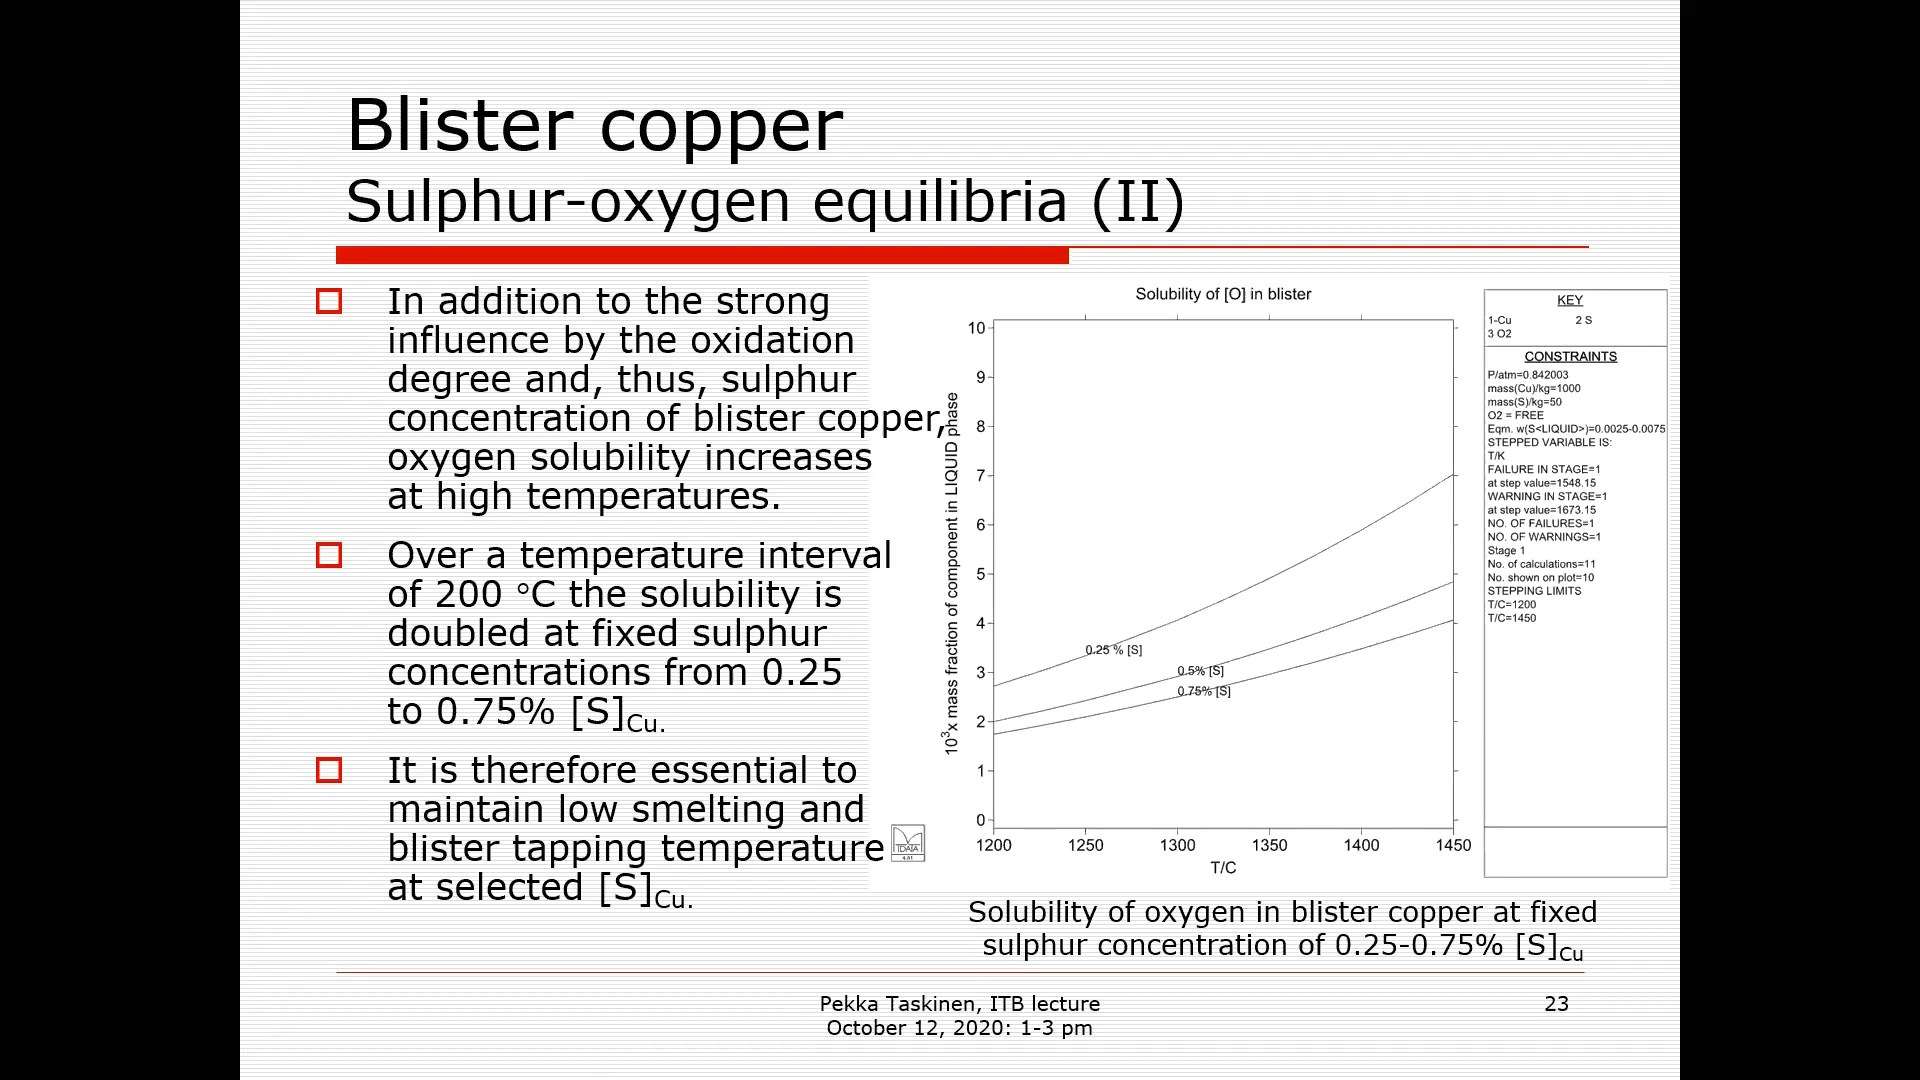 Blister copper
Sulphur-oxygen equilibria (II)
In addition to the strong
influence by the oxidation
degree and, thus, sulphur
concentration of blister copper,
oxygen solubility increases
at high temperatures.
Over a temperature interval
of 200 °C the solubility is
doubled at fixed sulphur
concentrations from 0.25
to 0.75% [S]Cu.
It is therefore essential to
maintain low smelting and
blister tapping temperature
at selected [S]Cu.
Solubility of [O] in blister
10³x mass fraction of component in LIQUID phase
10
9
8
7
6
5
4
3
2
1
0
0.25 % [S]
0.5% [S]
0.75% [S]
1200 1250 1300 1350 1400 1450
T/C
MTDATA
4.81
KEY
1-Cu 2 S
3 O2
CONSTRAINTS
P/atm=0.842003
mass(Cu)/kg=1000
mass(S)/kg=50
O2 = FREE
Eqm. w(S<LIQUID>)=0.0025-0.0075
STEPPED VARIABLE IS:
T/K
FAILURE IN STAGE=1
at step value=1548.15
WARNING IN STAGE=1
at step value=1673.15
NO. OF FAILURES=1
NO. OF WARNINGS=1
Stage 1
No. of calculations=11
No. shown on plot=10
STEPPING LIMITS
T/C=1200
T/C=1450
Solubility of oxygen in blister copper at fixed
sulphur concentration of 0.25-0.75% [S]Cu
Pekka Taskinen, ITB lecture
October 12, 2020: 1-3 pm
23